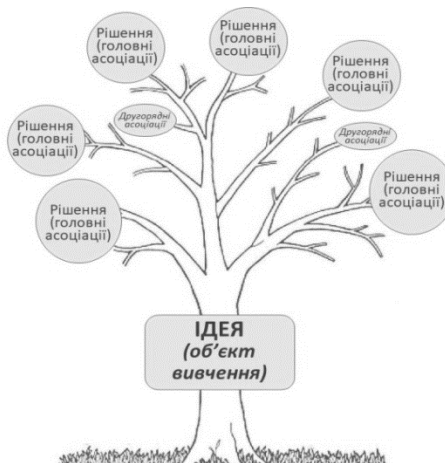 Рішення
(головні
асоціації)
Рішення
(головні
асоціації)
Рішення
(головні
асоціації)
Другорядні
асоціації
Другорядні
асоціації
Рішення
(головні
асоціації)
Рішення
(головні
асоціації)
Рішення
(головні
асоціації)
ІДЕЯ
(об’єкт
вивчення)